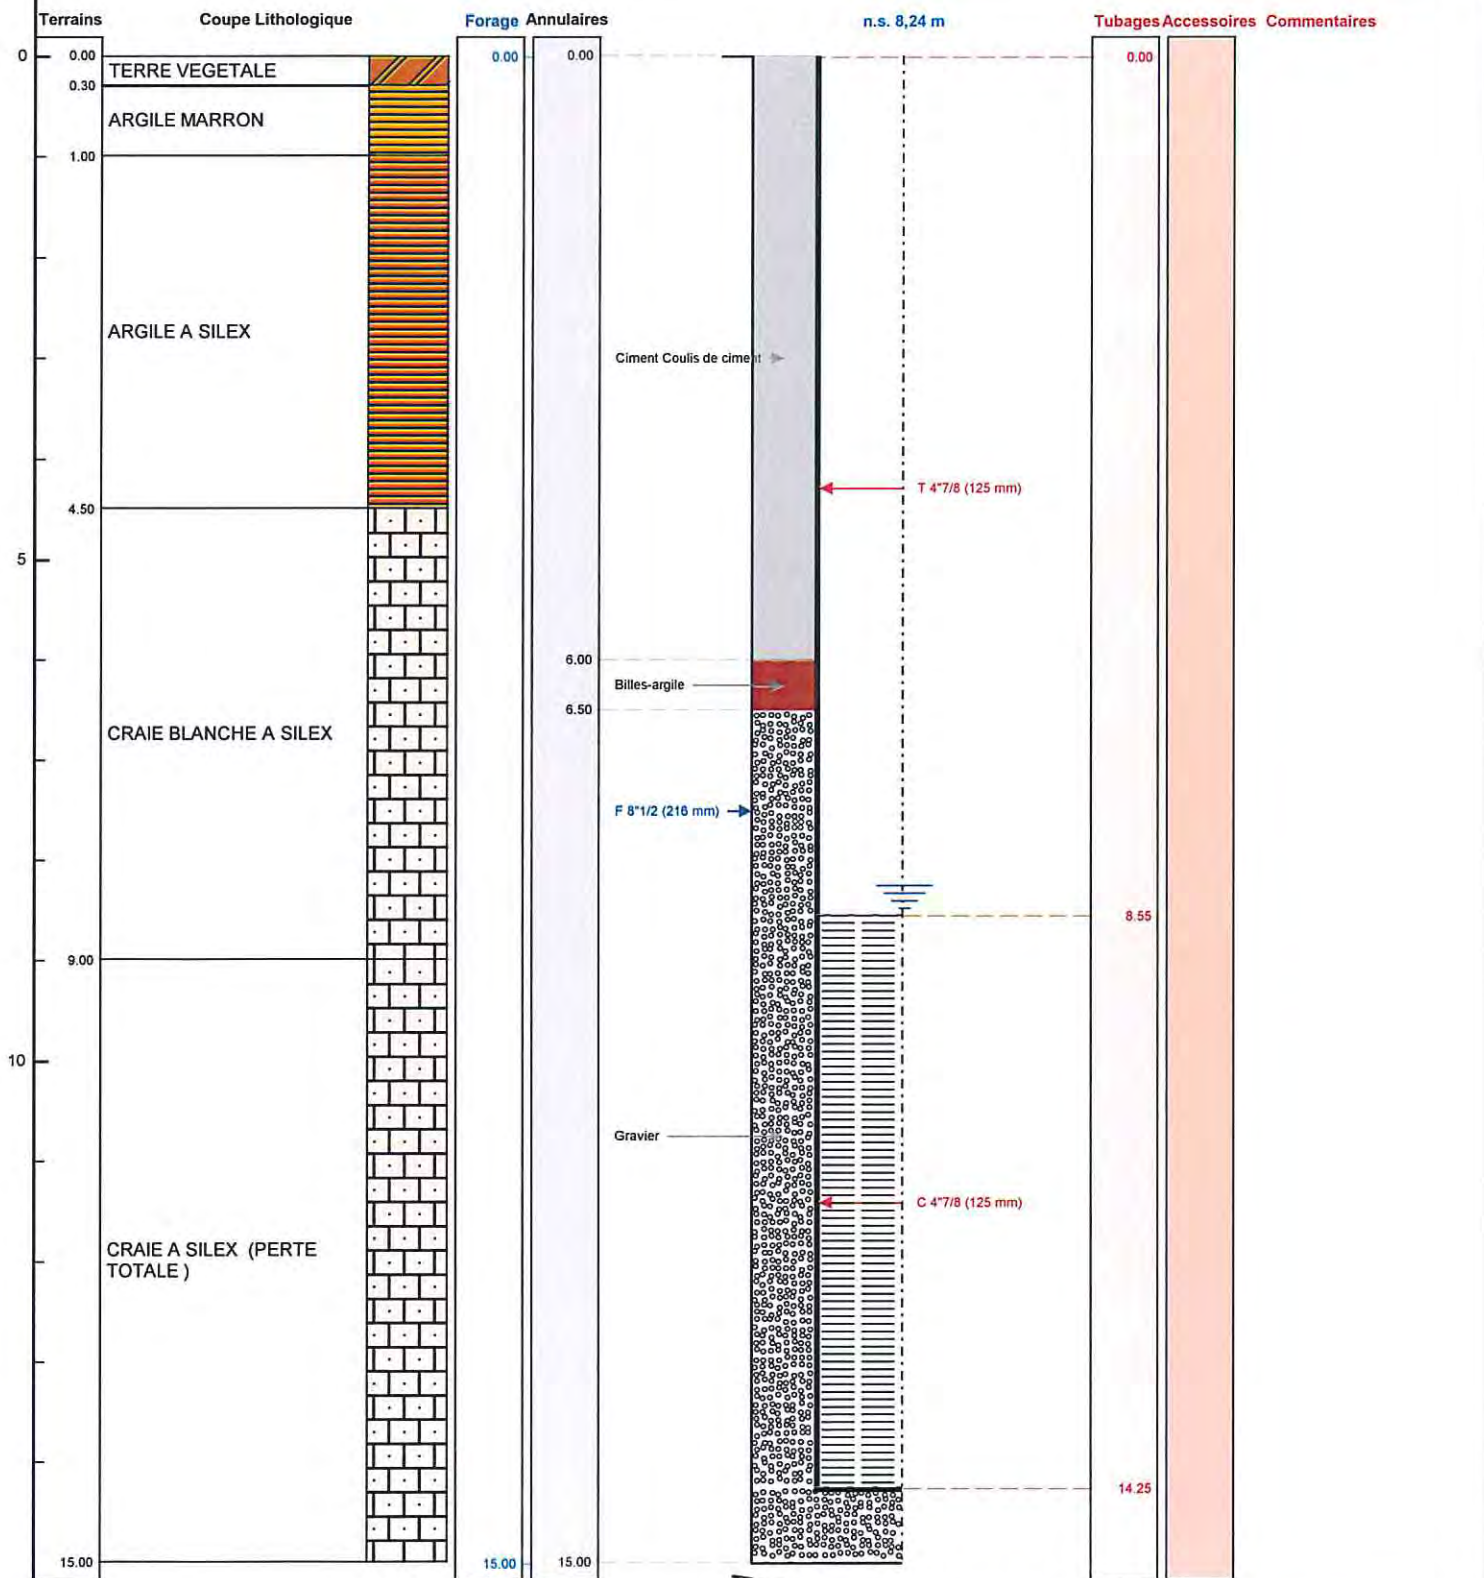 Terrains Coupe Lithologique Forage Annulaires n.s. 8,24 m Tubages Accessoires Commentaires
0 0.00 0.00 0.00 0.00
TERRE VEGETALE
0.30
ARGILE MARRON
1.00
ARGILE A SILEX
Ciment Coulis de ciment
T 4"7/8 (125 mm)
4.50
5
6.00
Billes-argile
6.50
CRAIE BLANCHE A SILEX
F 8"1/2 (216 mm)
8.55
9.00
10
Gravier
C 4"7/8 (125 mm)
CRAIE A SILEX (PERTE
TOTALE )
14.25
15.00 15.00 15.00